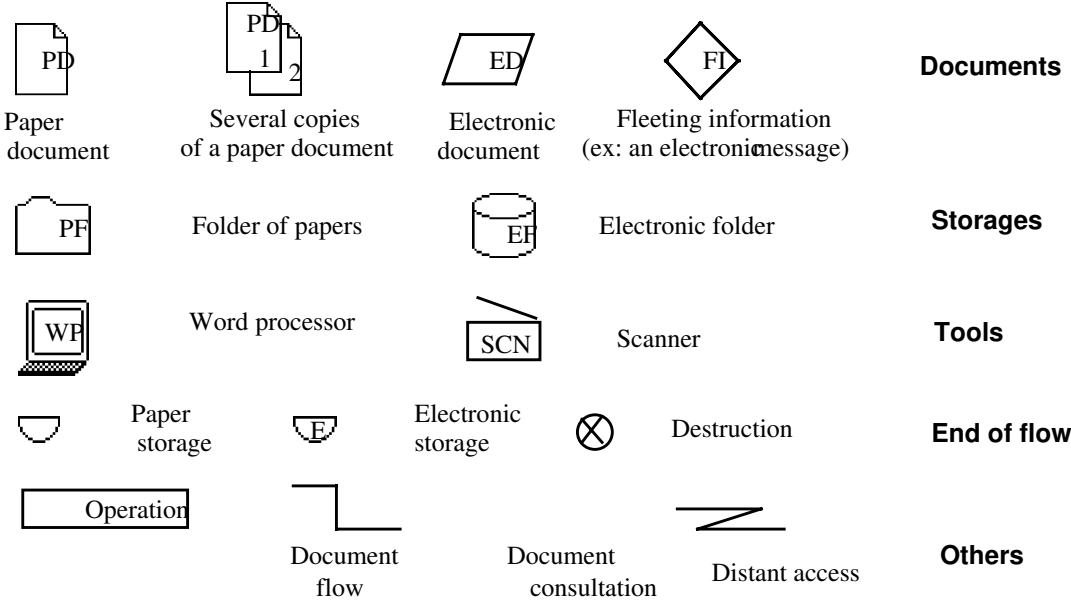 PD
PD
1
2
ED
FI
Documents
Paper
document
Several copies
of a paper document
Electronic
document
Fleeting information
(ex: an electronicmessage)
PF
Folder of papers
EF
Electronic folder
Storages
WP
Word processor
SCN
Scanner
Tools
Paper
storage
E
Electronic
storage
Destruction
End of flow
Operation
Document
flow
Document
consultation
Distant access
Others